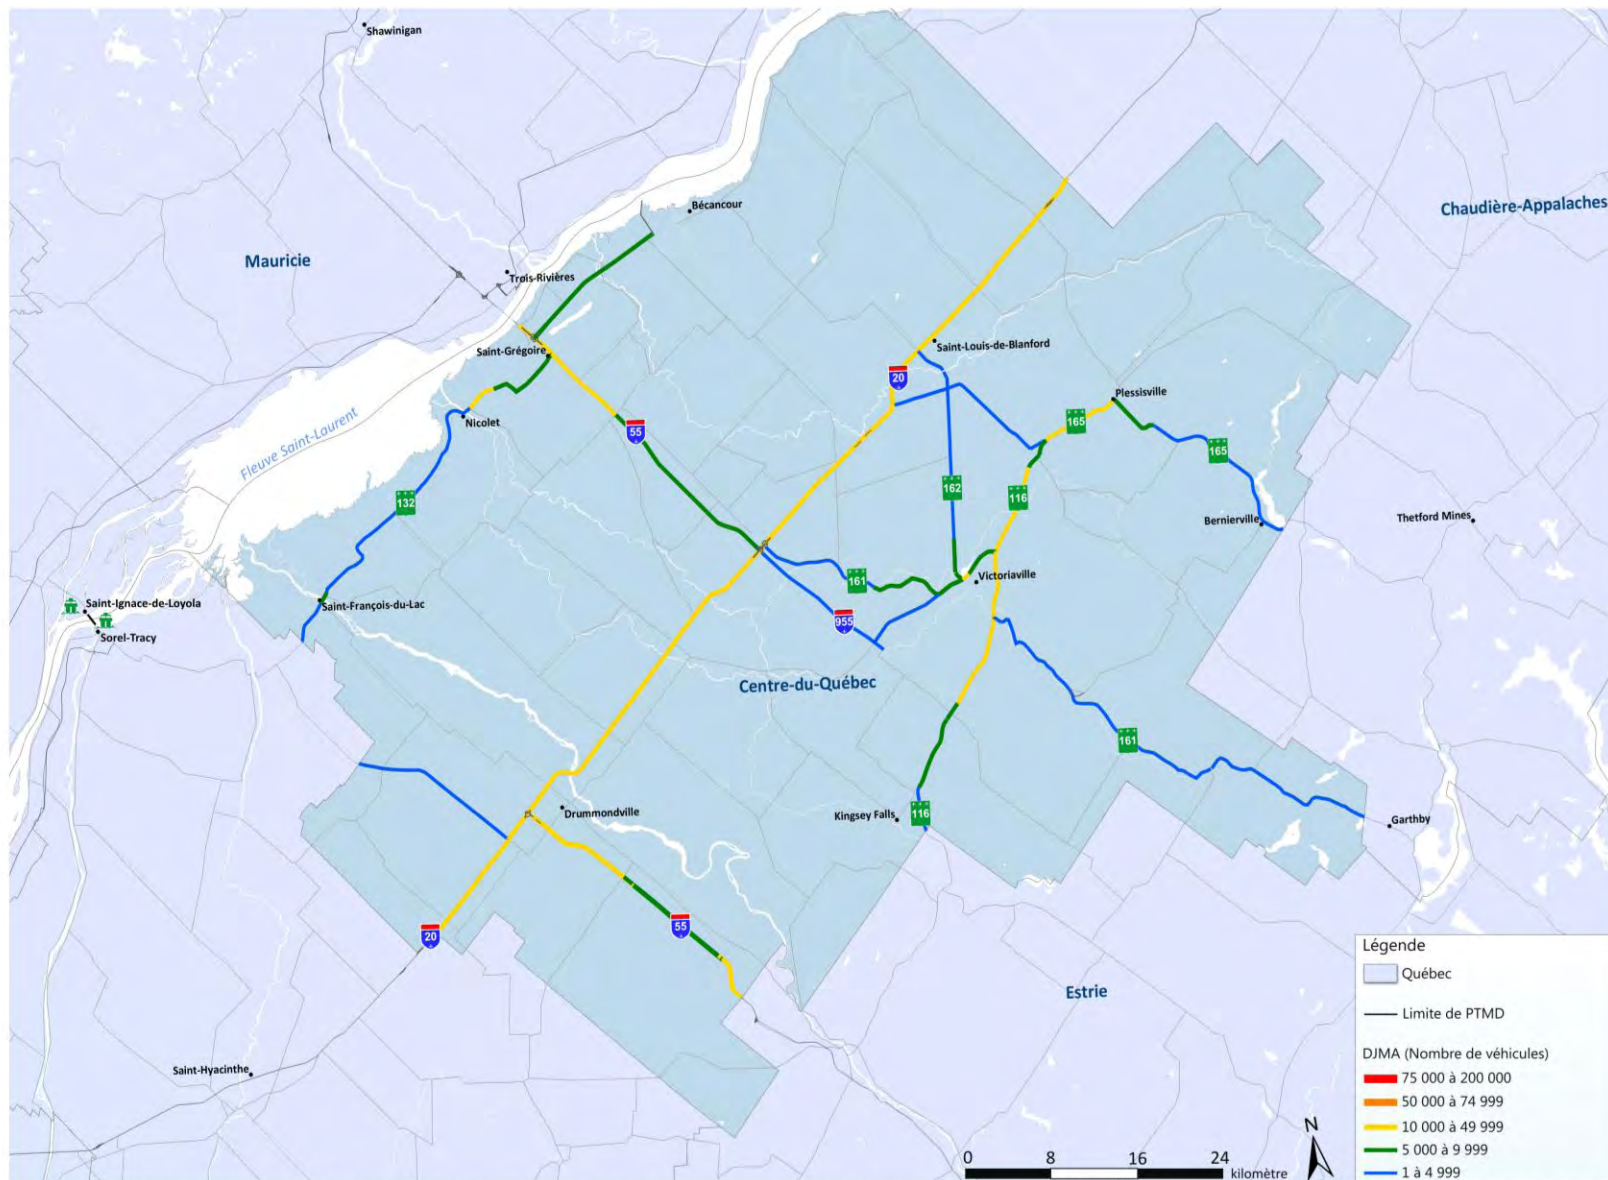 Shawinigan
Chaudière-Appalaches
Bécancour
Mauricie
Trois-Rivières
Saint-Grégoire
Saint-Louis-de-Blanford
20
Plessisville
Nicolet
55
165
165
Fleuve Saint-Laurent
132
162
116
Bernierville
Thetford Mines
161
Victoriaville
Saint-Ignace-de-Loyola
Saint-François-du-Lac
955
Sorel-Tracy
Centre-du-Québec
161
Drummondville
Kingsey Falls
116
Garthby
55
20
Estrie
Saint-Hyacinthe
Légende
Québec
Limite de PTMD
DJMA (Nombre de véhicules)
75 000 à 200 000
50 000 à 74 999
10 000 à 49 999
5 000 à 9 999
1 à 4 999
N
0 8 16 24
kilomètre